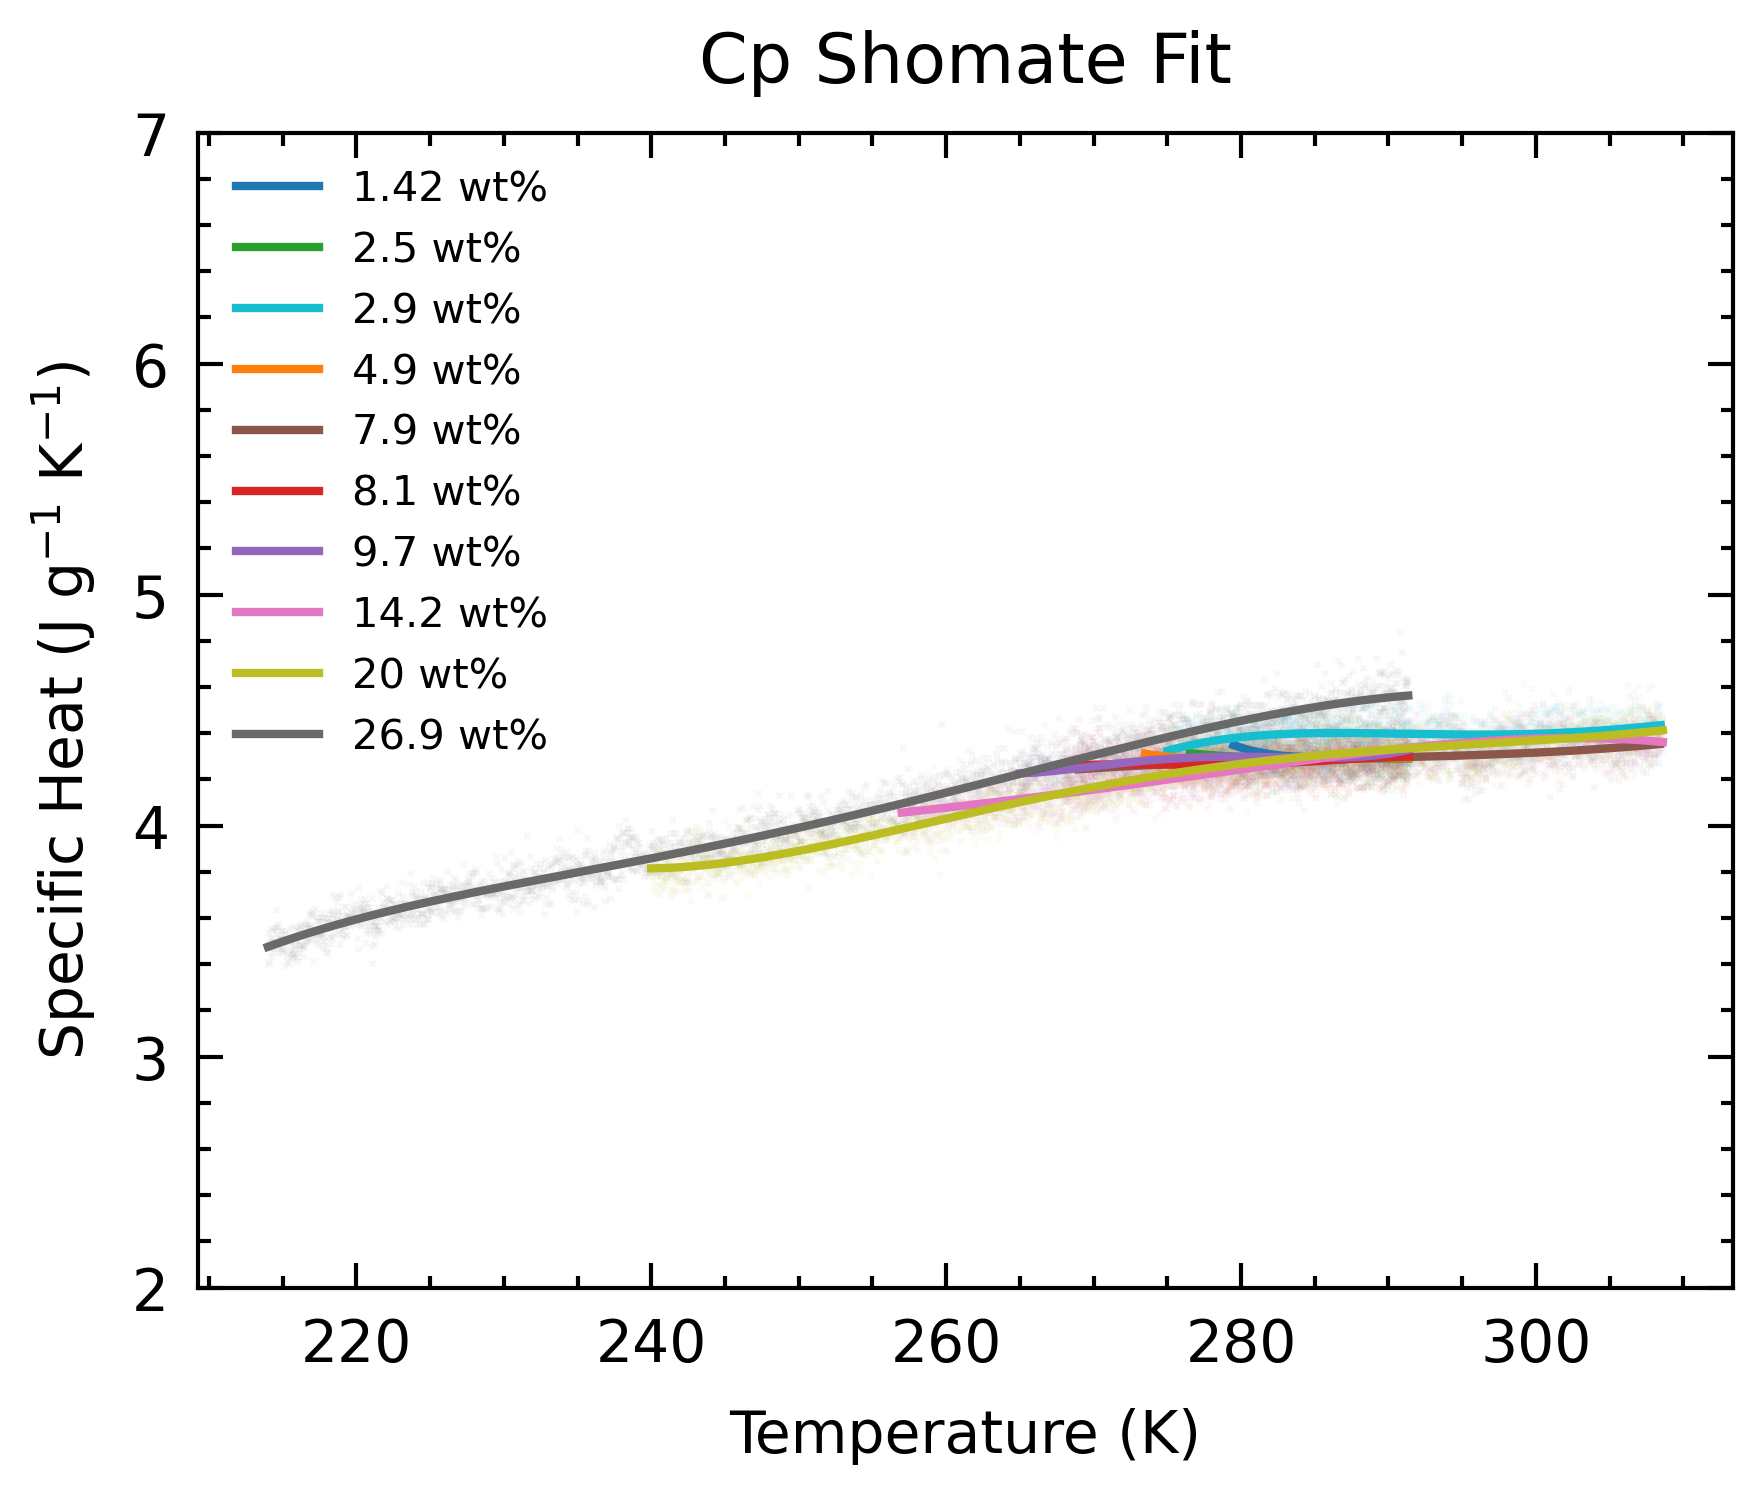 Cp Shomate Fit
7
6
5
4
3
2
Specific Heat (J g⁻¹ K⁻¹)
1.42 wt%
2.5 wt%
2.9 wt%
4.9 wt%
7.9 wt%
8.1 wt%
9.7 wt%
14.2 wt%
20 wt%
26.9 wt%
220 240 260 280 300
Temperature (K)